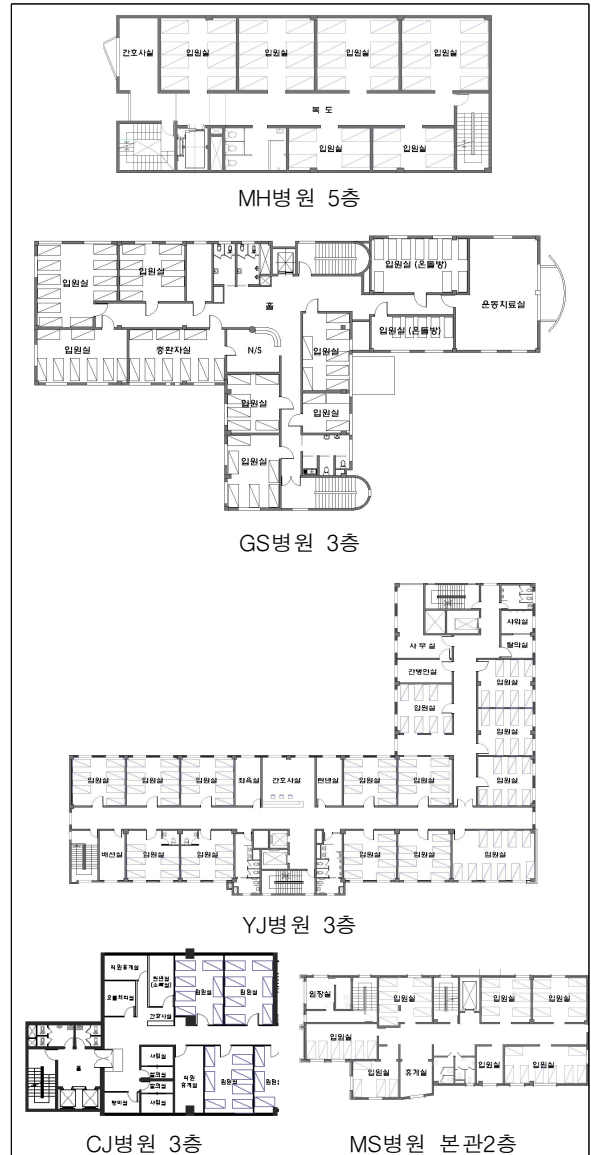 간호사실 입원실 입원실 입원실 입원실
복 도
입원실 입원실
MH병원 5층
입원실 입원실 입원실 (온돌방)
홀 운동치료실
입원실 중환자실 N/S 입원실 입원실 (온돌방)
입원실 입원실
입원실
GS병원 3층
샤워실
사 무 실 탈의실
간병인실 입원실
입원실
입원실
입원실
입원실 입원실 입원실 좌욕실 간호사실 린넨실 입원실 입원실
배선실 입원실 입원실 입원실 입원실 입원실
YJ병원 3층
직원휴게실 입원실 입원실
오물처리실
간호사실
홀 샤워실
탈의실 직원 입원실 입원실
탈의실 휴게실
탕비실 샤워실
원장실 입원실 입원실 입원실
입원실
입원실 휴게실 입원실 입원실
CJ병원 3층 MS병원 본관2층